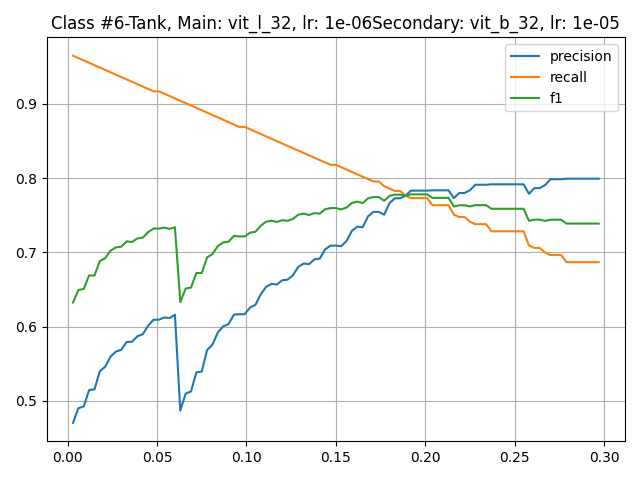 Class #6-Tank, Main: vit_l_32, lr: 1e-06Secondary: vit_b_32, lr: 1e-05
precision
recall
f1
0.9
0.8
0.7
0.6
0.5
0.00 0.05 0.10 0.15 0.20 0.25 0.30